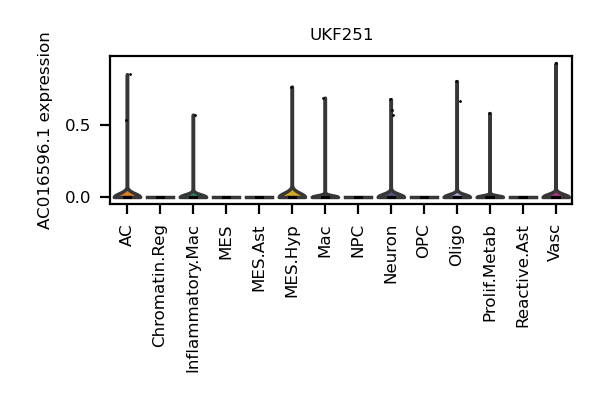 UKF251
AC016596.1 expression
0.5
0.0
AC
Chromatin.Reg
Inflammatory.Mac
MES
MES.Ast
MES.Hyp
Mac
NPC
Neuron
OPC
Oligo
Prolif.Metab
Reactive.Ast
Vasc